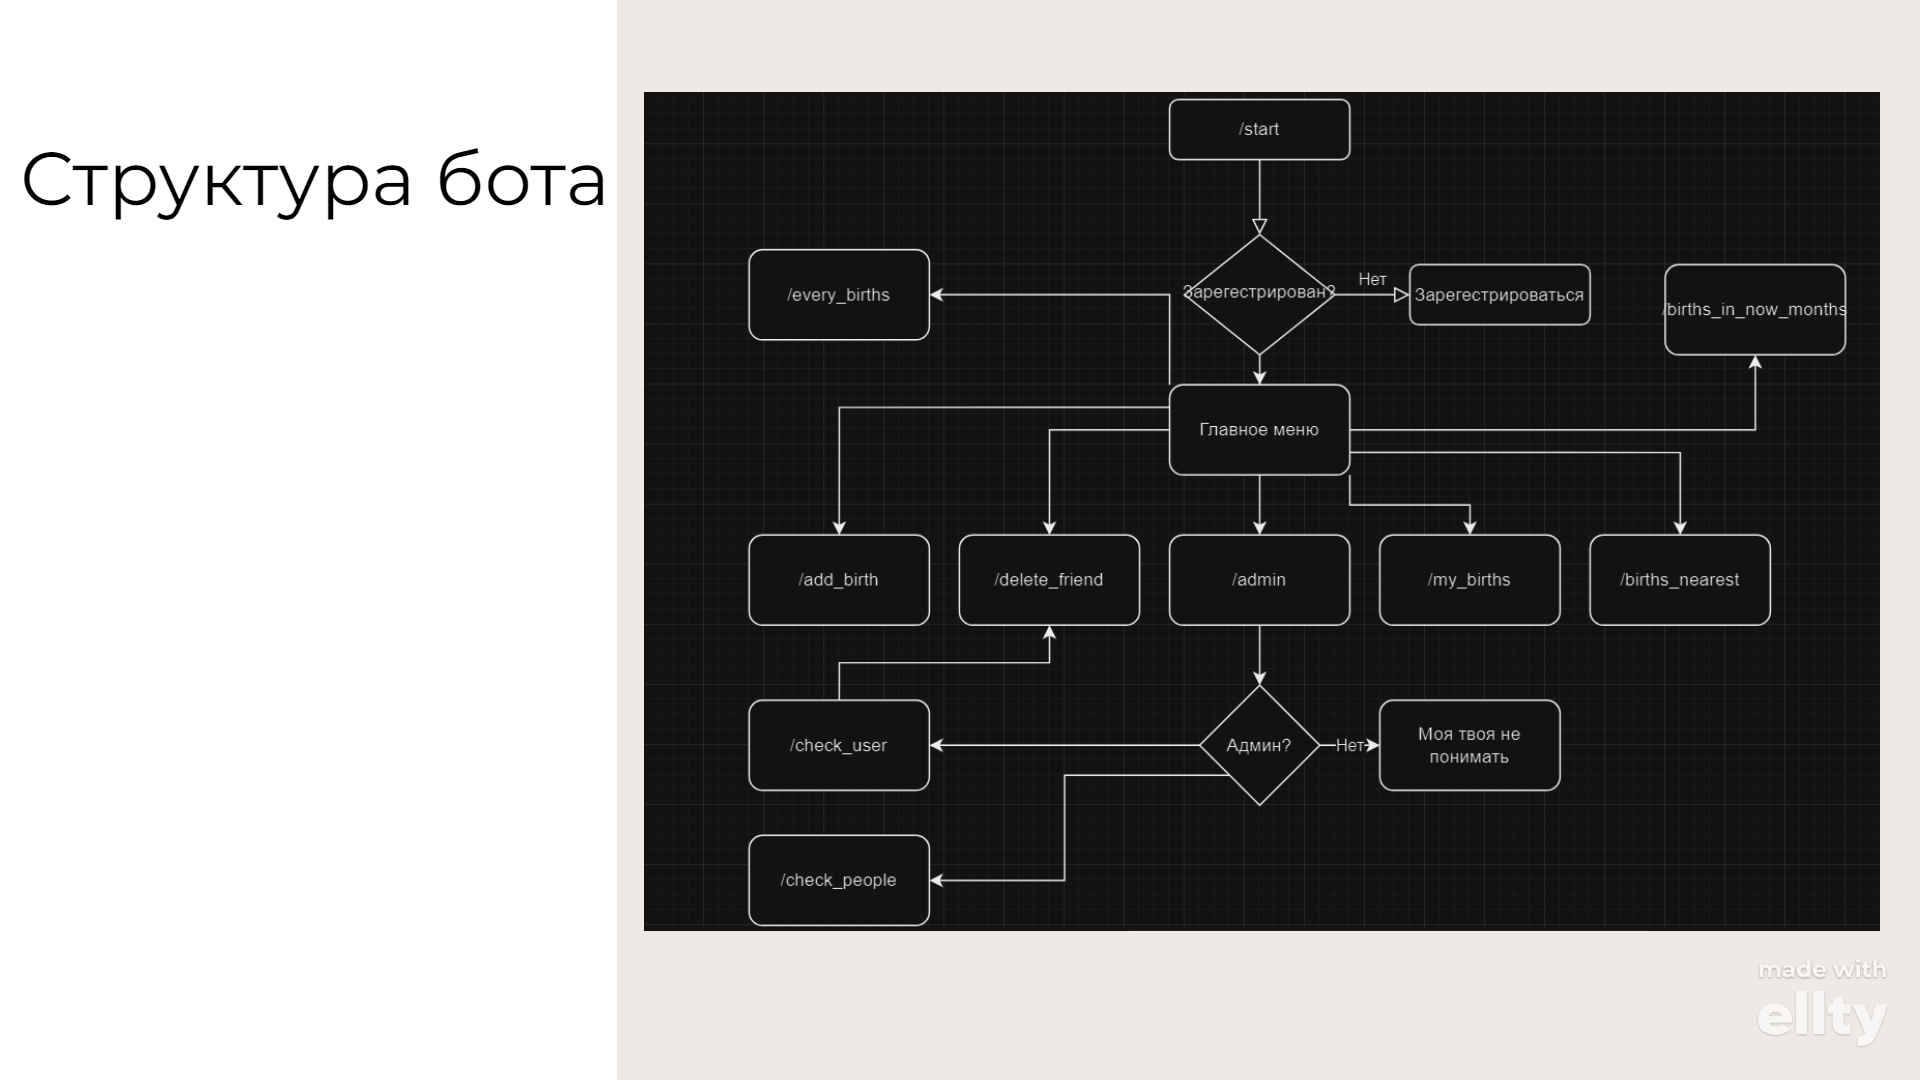 Структура бота
/start
/every_births
Зарегестрирован?
Нет
Зарегестрироваться
/births_in_now_months
Главное меню
/add_birth
/delete_friend
/admin
/my_births
/births_nearest
/check_user
Админ?
Нет
Моя твоя не
понимать
/check_people
made with
ellty